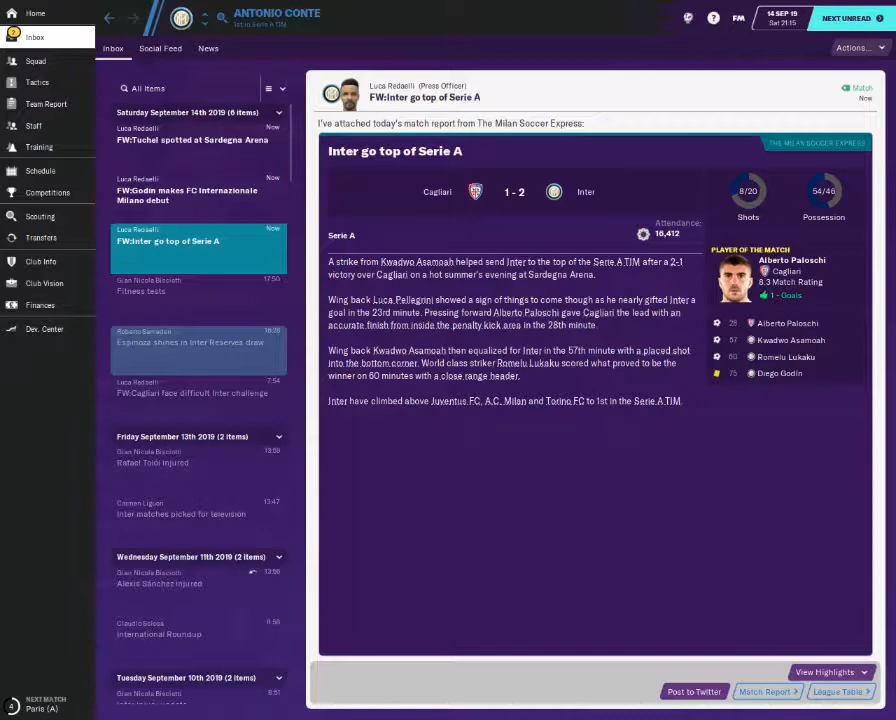 Home
2
Inbox
Squad
Tactics
Team Report
Staff
Training
Schedule
Competitions
Scouting
Transfers
Club Info
Club Vision
Finances
Dev. Center
4
NEXT MATCH
Paris (A)
ANTONIO CONTE
1st in Serie A TIM
?
FM
14 SEP 19
Sat 21:15
NEXT UNREAD
Inbox
Social Feed
News
Actions...
All Items
Saturday September 14th 2019 (6 items)
Luca Redaelli
Now
FW:Tuchel spotted at Sardegna Arena
Luca Redaelli
Now
FW:Godín makes FC Internazionale
Milano debut
Luca Redaelli
Now
FW:Inter go top of Serie A
Gian Nicola Bisciotti
17:50
Fitness tests
Roberto Samaden
16:28
Espinoza shines in Inter Reserves draw
Luca Redaelli
7:54
FW:Cagliari face difficult Inter challenge
Friday September 13th 2019 (2 items)
Gian Nicola Bisciotti
13:59
Rafael Tolói injured
Carmen Liguori
13:47
Inter matches picked for television
Wednesday September 11th 2019 (2 items)
Gian Nicola Bisciotti
13:56
Alexis Sánchez injured
International Roundup
Tuesday September 10th 2019 (2 items)
Gian Nicola Bisciotti
8:51
Luca Redaelli (Press Officer)
FW:Inter go top of Serie A
Match
Now
I've attached today's match report from The Milan Soccer Express:
THE MILAN SOCCER EXPRESS
Inter go top of Serie A
Cagliari
1 - 2
Inter
8/20
Shots
54/46
Possession
Serie A
Attendance:
16,412
A strike from Kwadwo Asamoah helped send Inter to the top of the Serie A TIM after a 2-1
victory over Cagliari on a hot summer's evening at Sardegna Arena.
Wing back Luca Pellegrini showed a sign of things to come though as he nearly gifted Inter a
goal in the 23rd minute. Pressing forward Alberto Paloschi gave Cagliari the lead with an
accurate finish from inside the penalty kick area in the 28th minute.
Wing back Kwadwo Asamoah then equalized for Inter in the 57th minute with a placed shot
into the bottom corner. World class striker Romelu Lukaku scored what proved to be the
winner on 60 minutes with a close range header.
Inter have climbed above Juventus FC, A.C. Milan and Torino FC to 1st in the Serie A TIM.
PLAYER OF THE MATCH
Alberto Paloschi
Cagliari
8.3 Match Rating
1 - Goals
28 Alberto Paloschi
57 Kwadwo Asamoah
60 Romelu Lukaku
75 Diego Godín
View Highlights
Post to Twitter
Match Report
League Table